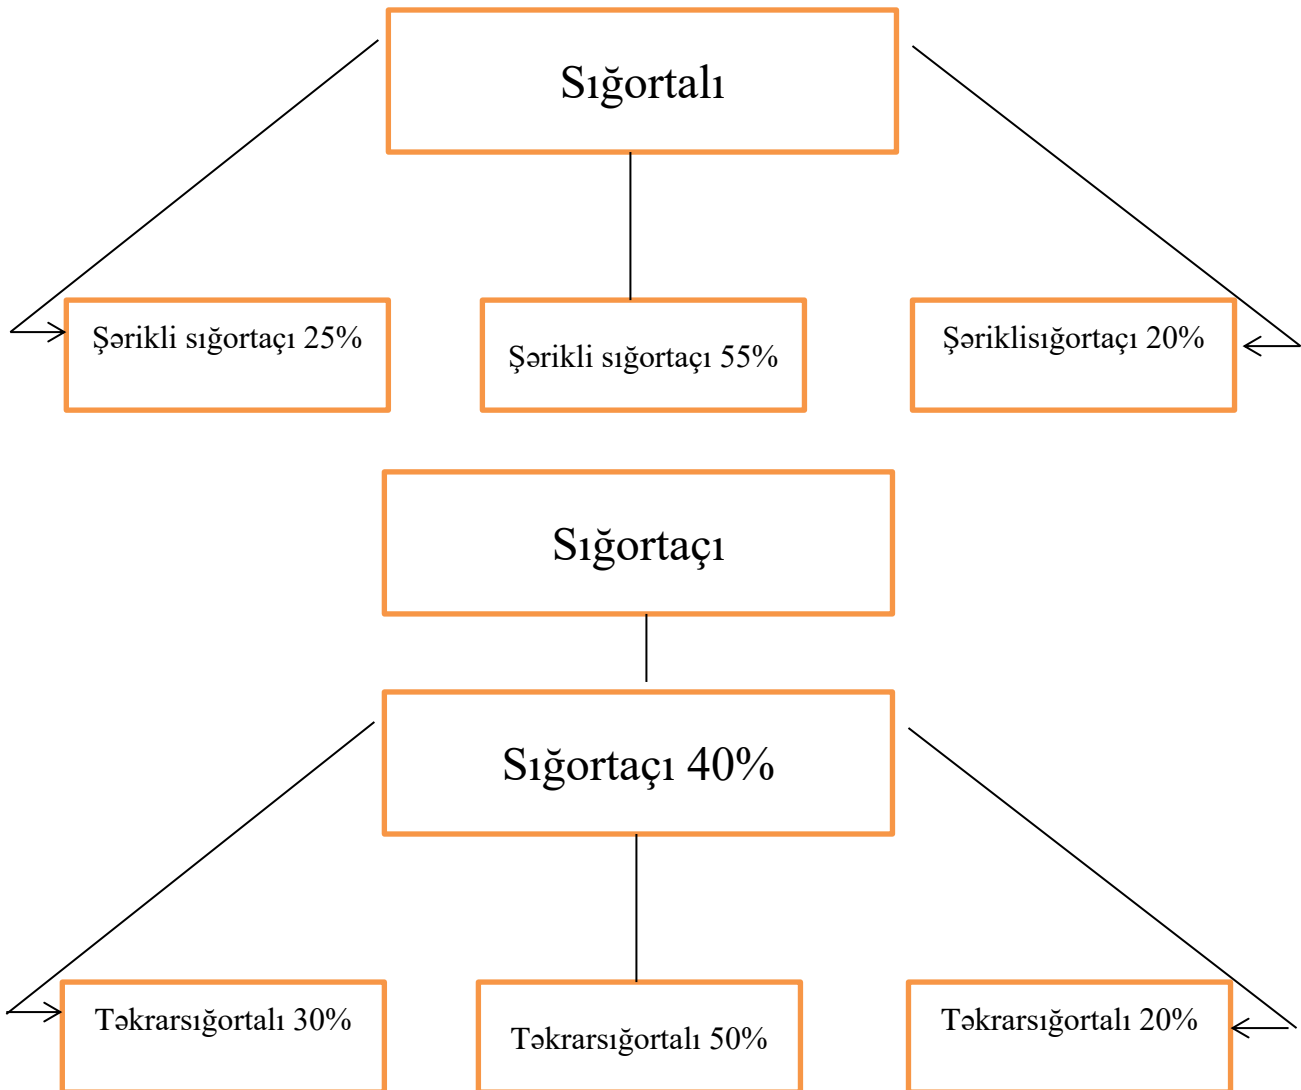 Sığortalı
Şərikli sığortaçı 25%
Şərikli sığortaçı 55%
Şəriklisığortaçı 20%
Sığortaçı
Sığortaçı 40%
Təkrarsığortalı 30%
Təkrarsığortalı 50%
Təkrarsığortalı 20%